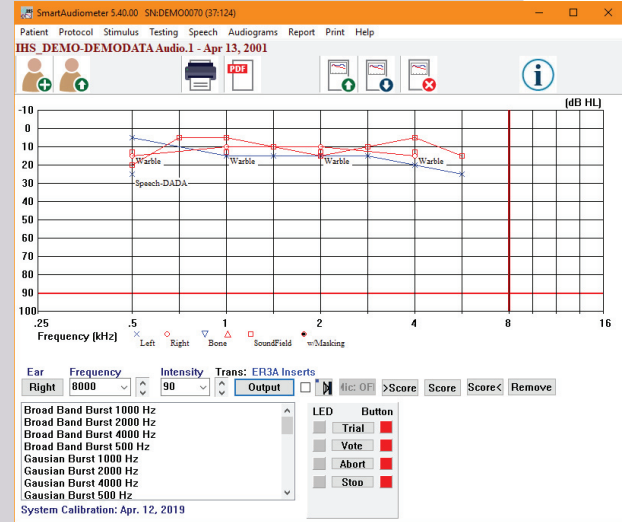 SmartAudiometer 5.40.00 SN:DEMO0070 (37:124)
Patient Protocol Stimulus Testing Speech Audiograms Report Print Help
IHS_DEMO-DEMODATA Audio.1 - Apr 13, 2001
PDF
[dB HL]
-10
0
10
20
30
40
50
60
70
80
90
100
Warble Warble Warble Warble
Speech-DADA
.25 .5 1 2 4 8 16
Frequency [kHz] Left Right Bone SoundField w/Masking
Ear Frequency Intensity Trans: ER3A Inserts
Right 8000 90 Output >Score Score Score< Remove
Broad Band Burst 1000 Hz
Broad Band Burst 2000 Hz
Broad Band Burst 4000 Hz
Broad Band Burst 500 Hz
Gausian Burst 1000 Hz
Gausian Burst 2000 Hz
Gausian Burst 4000 Hz
Gausian Burst 500 Hz
LED Button
Trial
Vote
Abort
Stop
System Calibration: Apr. 12, 2019